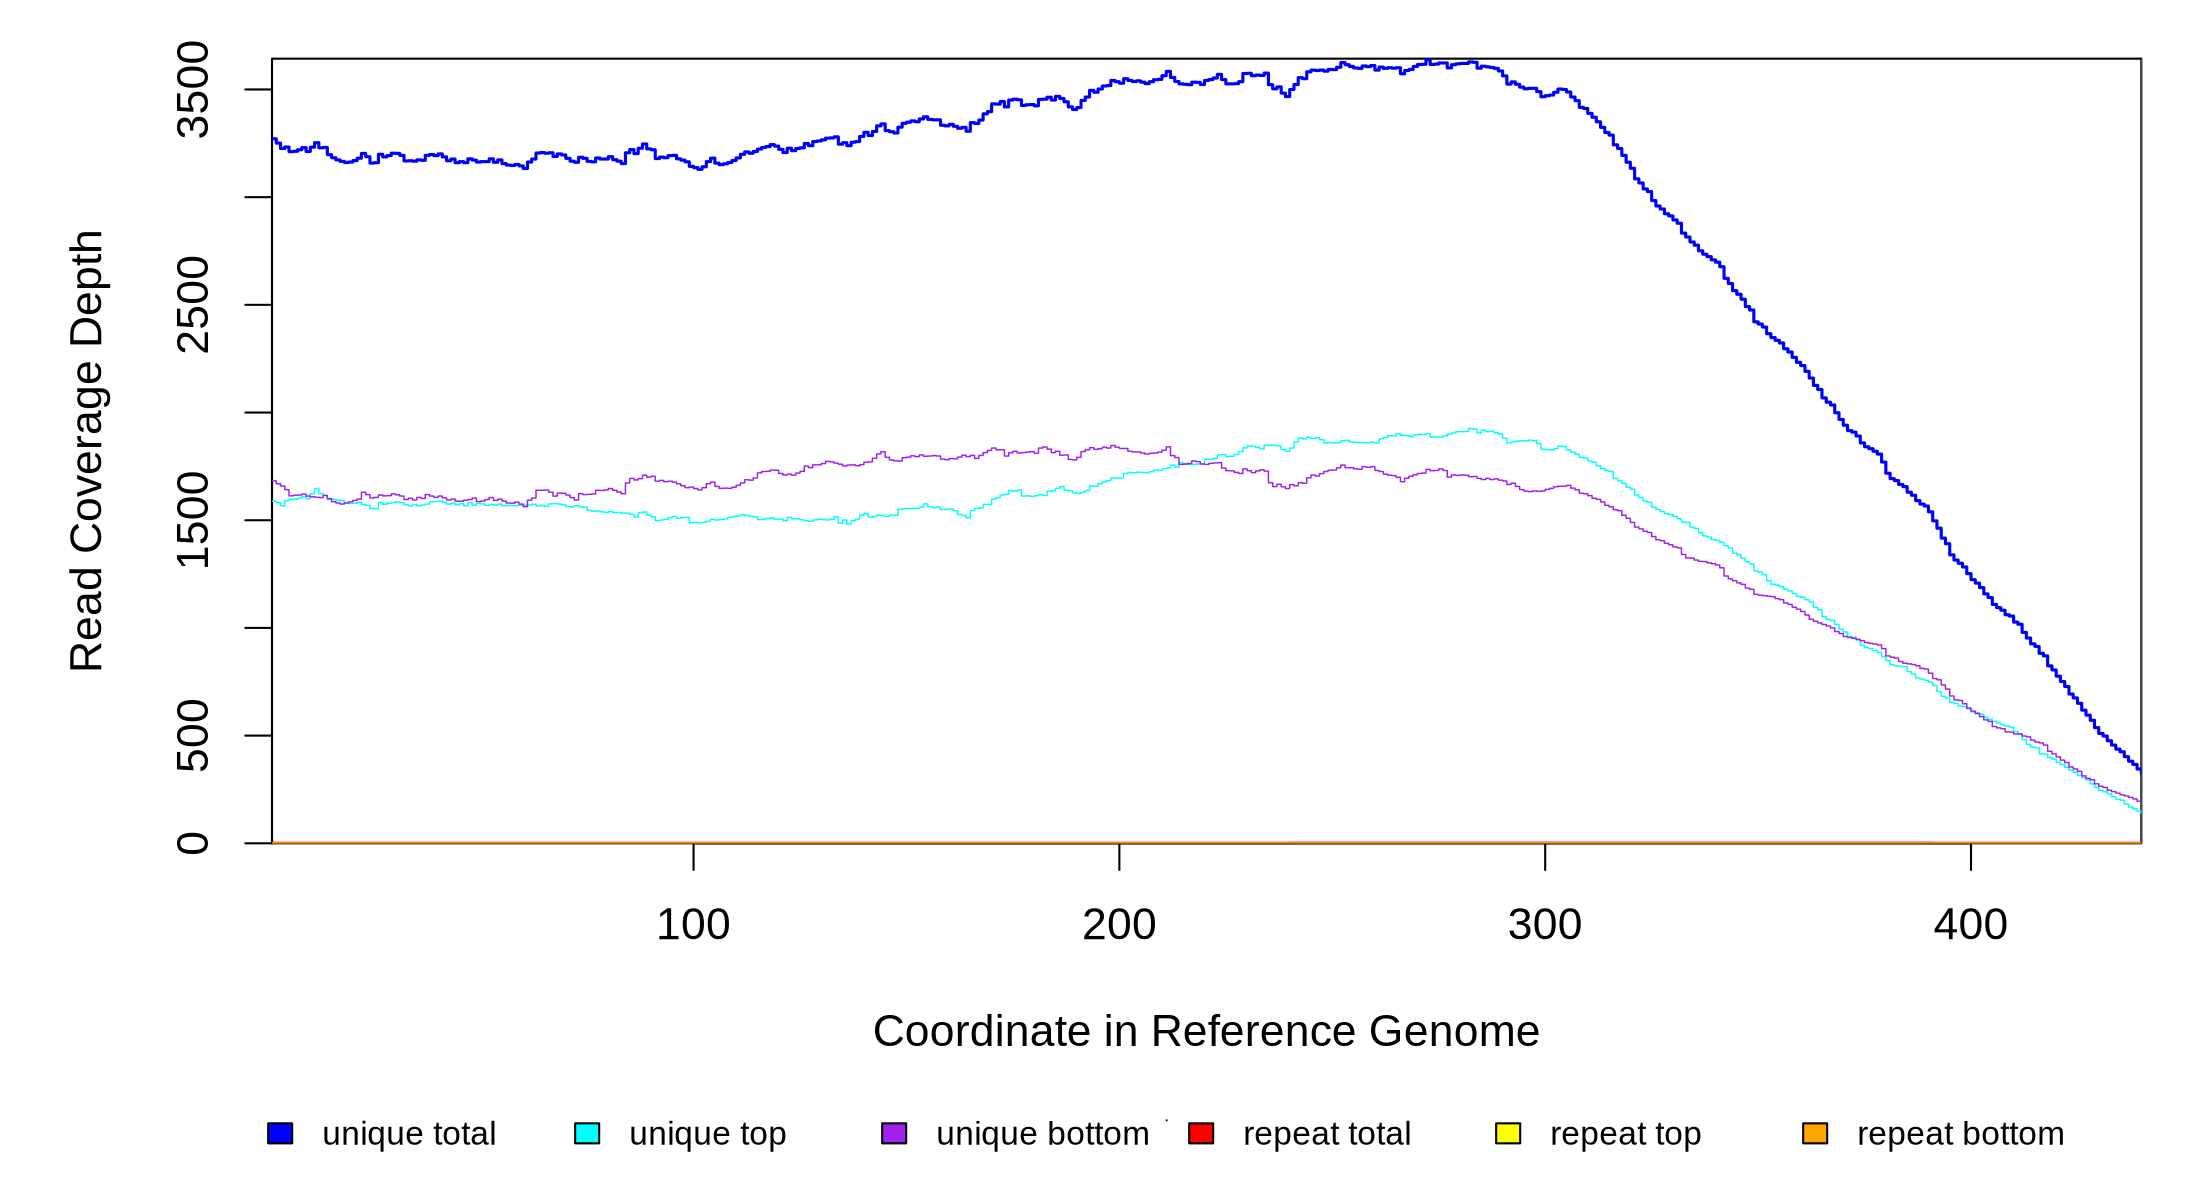 3500
2500
1500
500
0
Read Coverage Depth
100 200 300 400
Coordinate in Reference Genome
unique total unique top unique bottom repeat total repeat top repeat bottom